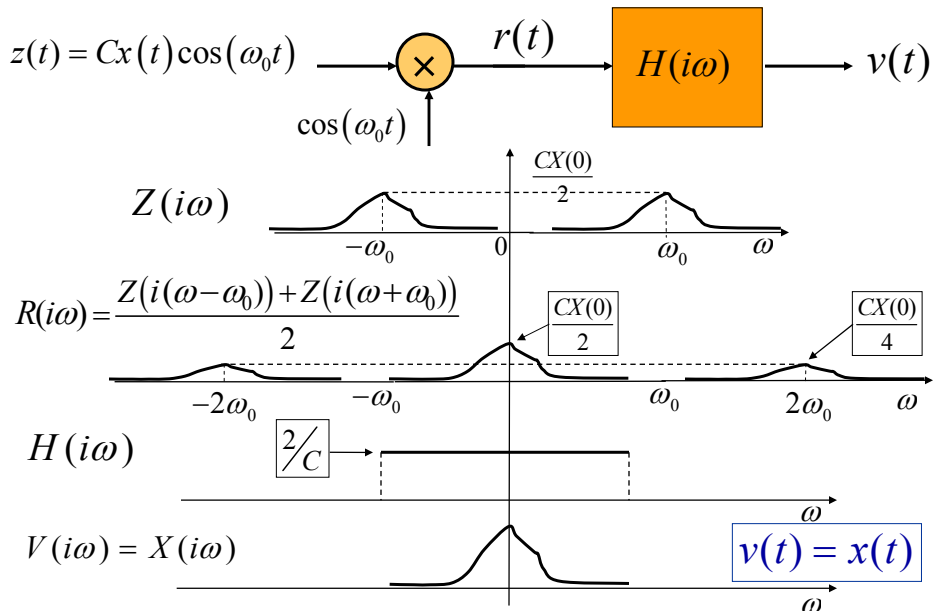 z(t) = Cx(t)cos(ω₀t)
r(t)
H(iω)
v(t)
×
cos(ω₀t)
CX(0)/2
Z(iω)
−ω₀
0
ω₀
ω
R(iω) = (Z(i(ω−ω₀))+Z(i(ω+ω₀)))/2
CX(0)/2
CX(0)/4
−2ω₀
−ω₀
ω₀
2ω₀
ω
H(iω)
2/C
ω
V(iω) = X(iω)
v(t) = x(t)
ω